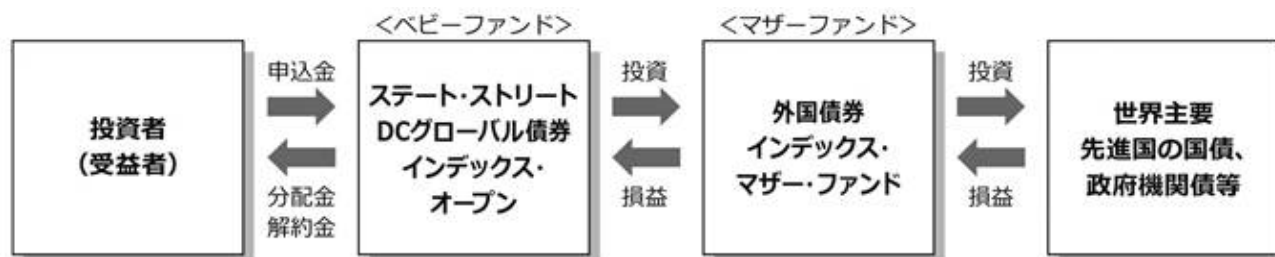 <ベビーファンド>
<マザーファンド>
投資者
(受益者)
申込金
分配金
解約金
ステート・ストリート
DCグローバル債券
インデックス・
オープン
投資
損益
外国債券
インデックス・
マザー・ファンド
投資
損益
世界主要
先進国の国債、
政府機関債等